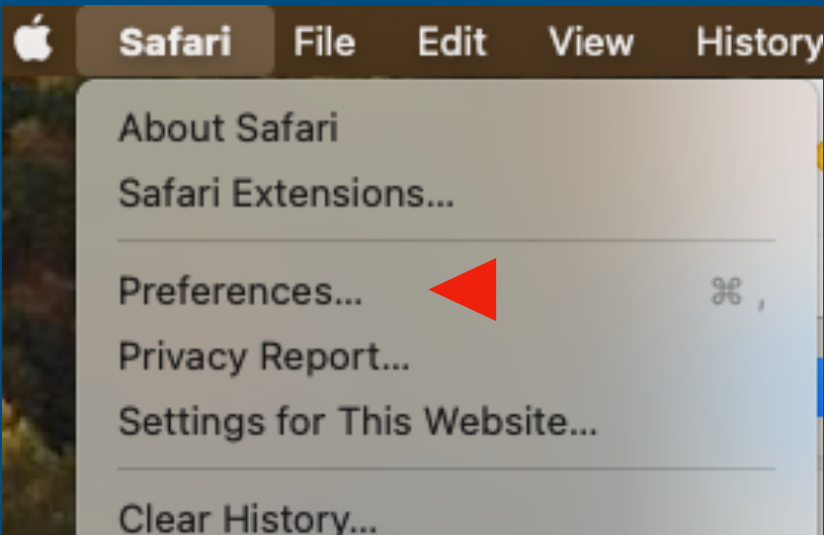 Safari File Edit View History
About Safari
Safari Extensions...
Preferences... ⌘ ,
Privacy Report...
Settings for This Website...
Clear History...